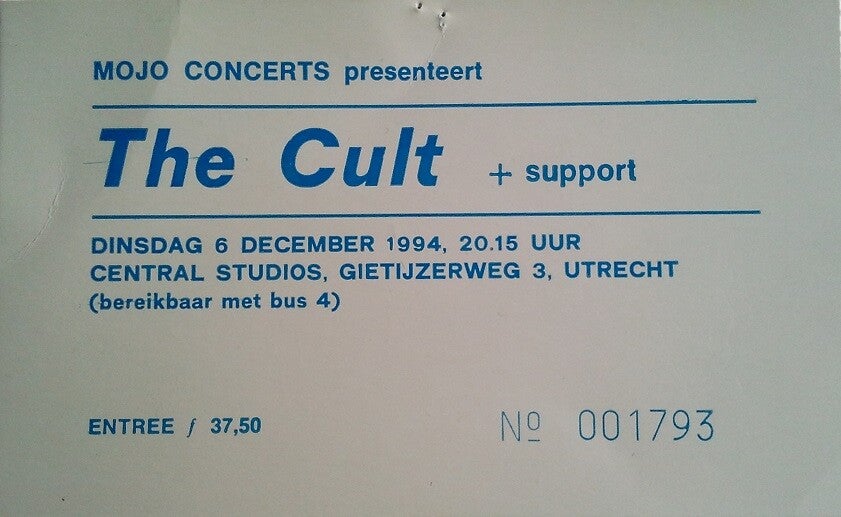 MOJO CONCERTS presenteert
The Cult + support
DINSDAG 6 DECEMBER 1994, 20.15 UUR
CENTRAL STUDIOS, GIETIJZERWEG 3, UTRECHT
(bereikbaar met bus 4)
ENTREE ƒ 37,50 Nº 001793